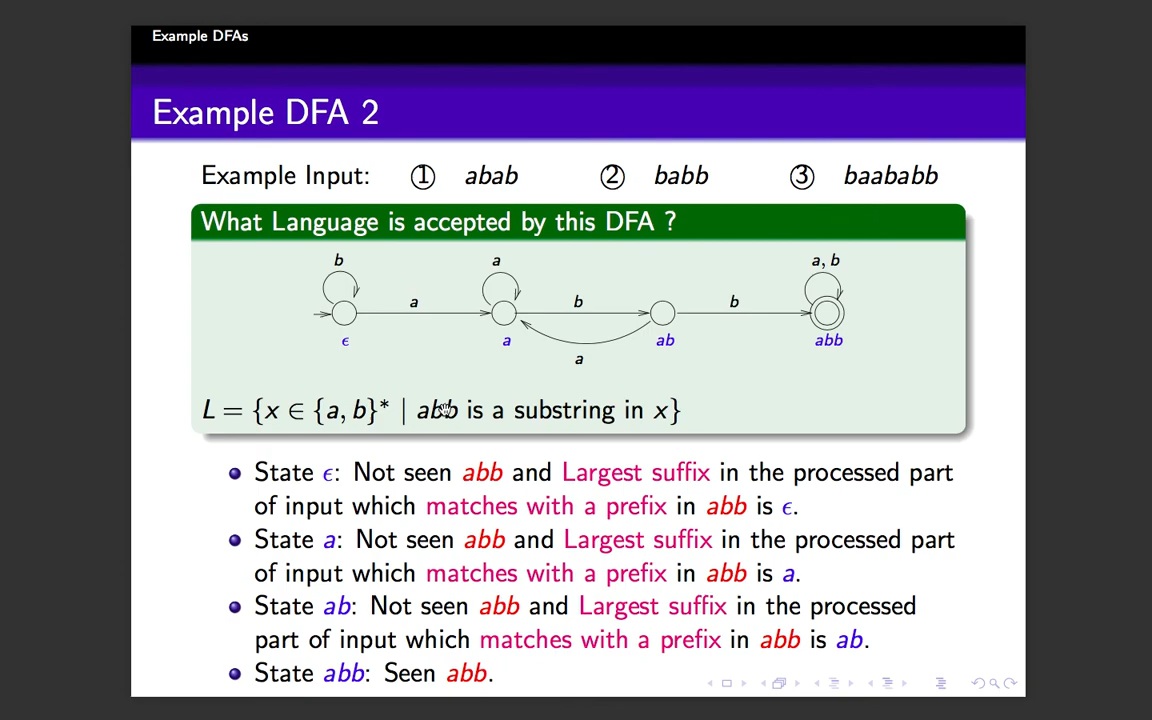 Example DFAs
Example DFA 2
Example Input: ① abab ② babb ③ baababb
What Language is accepted by this DFA ?
b a a, b
a b b
ϵ a ab abb
a
L = {x ∈ {a, b}* | abb is a substring in x}
State ϵ: Not seen abb and Largest suffix in the processed part
of input which matches with a prefix in abb is ϵ.
State a: Not seen abb and Largest suffix in the processed part
of input which matches with a prefix in abb is a.
State ab: Not seen abb and Largest suffix in the processed
part of input which matches with a prefix in abb is ab.
State abb: Seen abb.